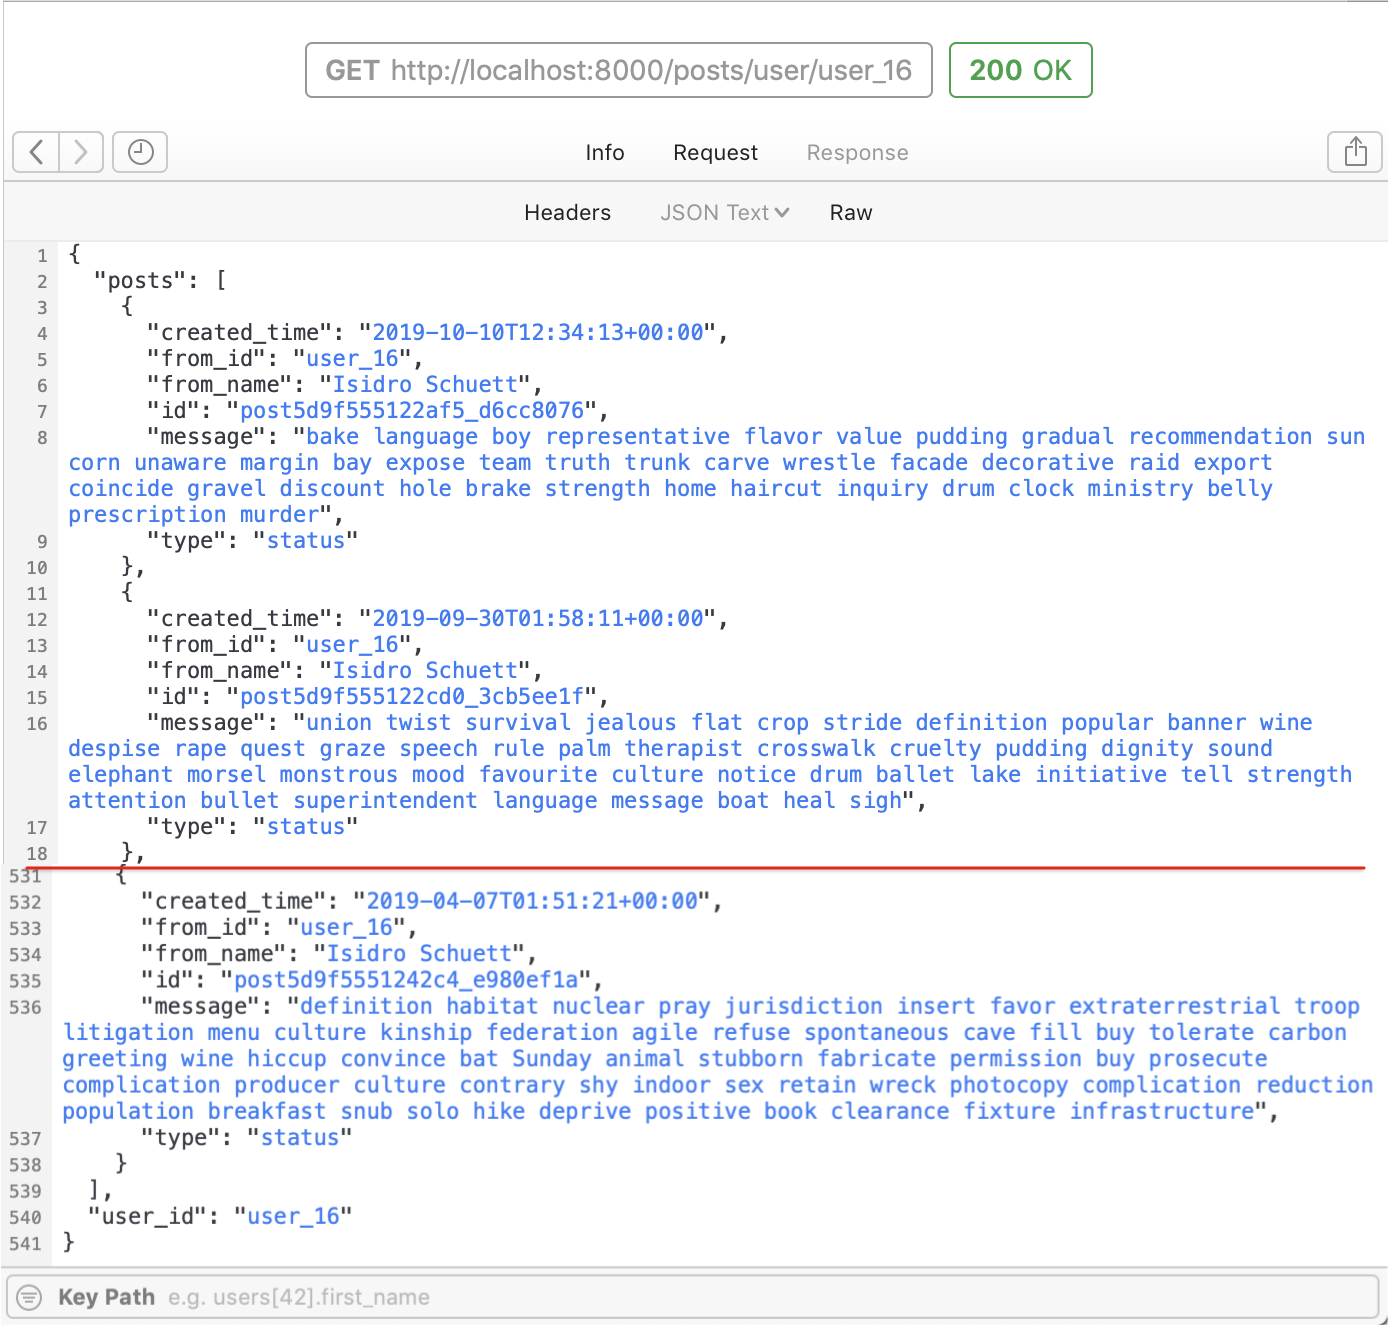 GET http://localhost:8000/posts/user/user_16 200 OK
Info Request Response
Headers JSON Text Raw
1 {
2 "posts": [
3 {
4 "created_time": "2019-10-10T12:34:13+00:00",
5 "from_id": "user_16",
6 "from_name": "Isidro Schuett",
7 "id": "post5d9f555122af5_d6cc8076",
8 "message": "bake language boy representative flavor value pudding gradual recommendation sun
corn unaware margin bay expose team truth trunk carve wrestle facade decorative raid export
coincide gravel discount hole brake strength home haircut inquiry drum clock ministry belly
prescription murder",
9 "type": "status"
10 },
11 {
12 "created_time": "2019-09-30T01:58:11+00:00",
13 "from_id": "user_16",
14 "from_name": "Isidro Schuett",
15 "id": "post5d9f555122cd0_3cb5ee1f",
16 "message": "union twist survival jealous flat crop stride definition popular banner wine
despise rape quest graze speech rule palm therapist crosswalk cruelty pudding dignity sound
elephant morsel monstrous mood favourite culture notice drum ballet lake initiative tell strength
attention bullet superintendent language message boat heal sigh",
17 "type": "status"
18 },
531 {
532 "created_time": "2019-04-07T01:51:21+00:00",
533 "from_id": "user_16",
534 "from_name": "Isidro Schuett",
535 "id": "post5d9f5551242c4_e980ef1a",
536 "message": "definition habitat nuclear pray jurisdiction insert favor extraterrestrial troop
litigation menu culture kinship federation agile refuse spontaneous cave fill buy tolerate carbon
greeting wine hiccup convince bat Sunday animal stubborn fabricate permission buy prosecute
complication producer culture contrary shy indoor sex retain wreck photocopy complication reduction
population breakfast snub solo hike deprive positive book clearance fixture infrastructure",
537 "type": "status"
538 }
539 ],
540 "user_id": "user_16"
541 }
Key Path e.g. users[42].first_name